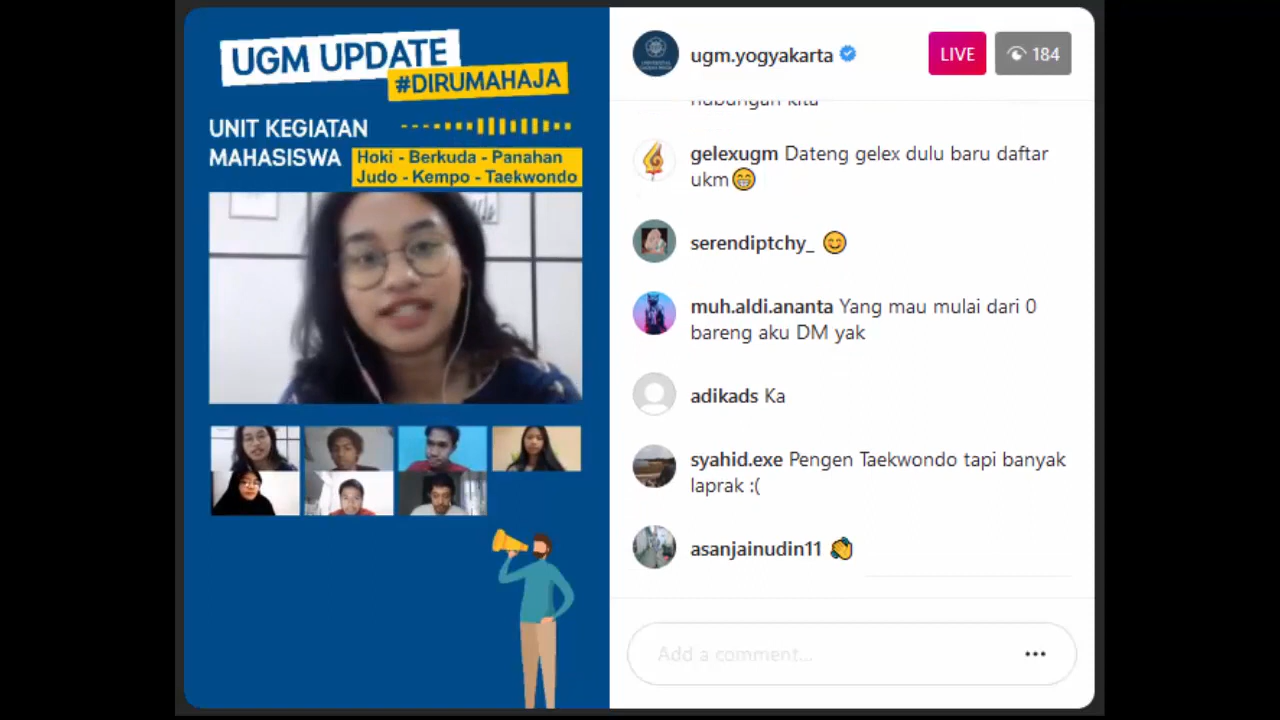 UGM UPDATE
#DIRUMAHAJA
UNIT KEGIATAN
MAHASISWA
Hoki - Berkuda - Panahan
Judo - Kempo - Taekwondo
ugm.yogyakarta
LIVE
184
hubungan kita
gelexugm Dateng gelex dulu baru daftar
ukm😁
serendiptchy_ 😊
muh.aldi.ananta Yang mau mulai dari 0
bareng aku DM yak
adikads Ka
syahid.exe Pengen Taekwondo tapi banyak
laprak :(
asanjainudin11 👏
Add a comment...